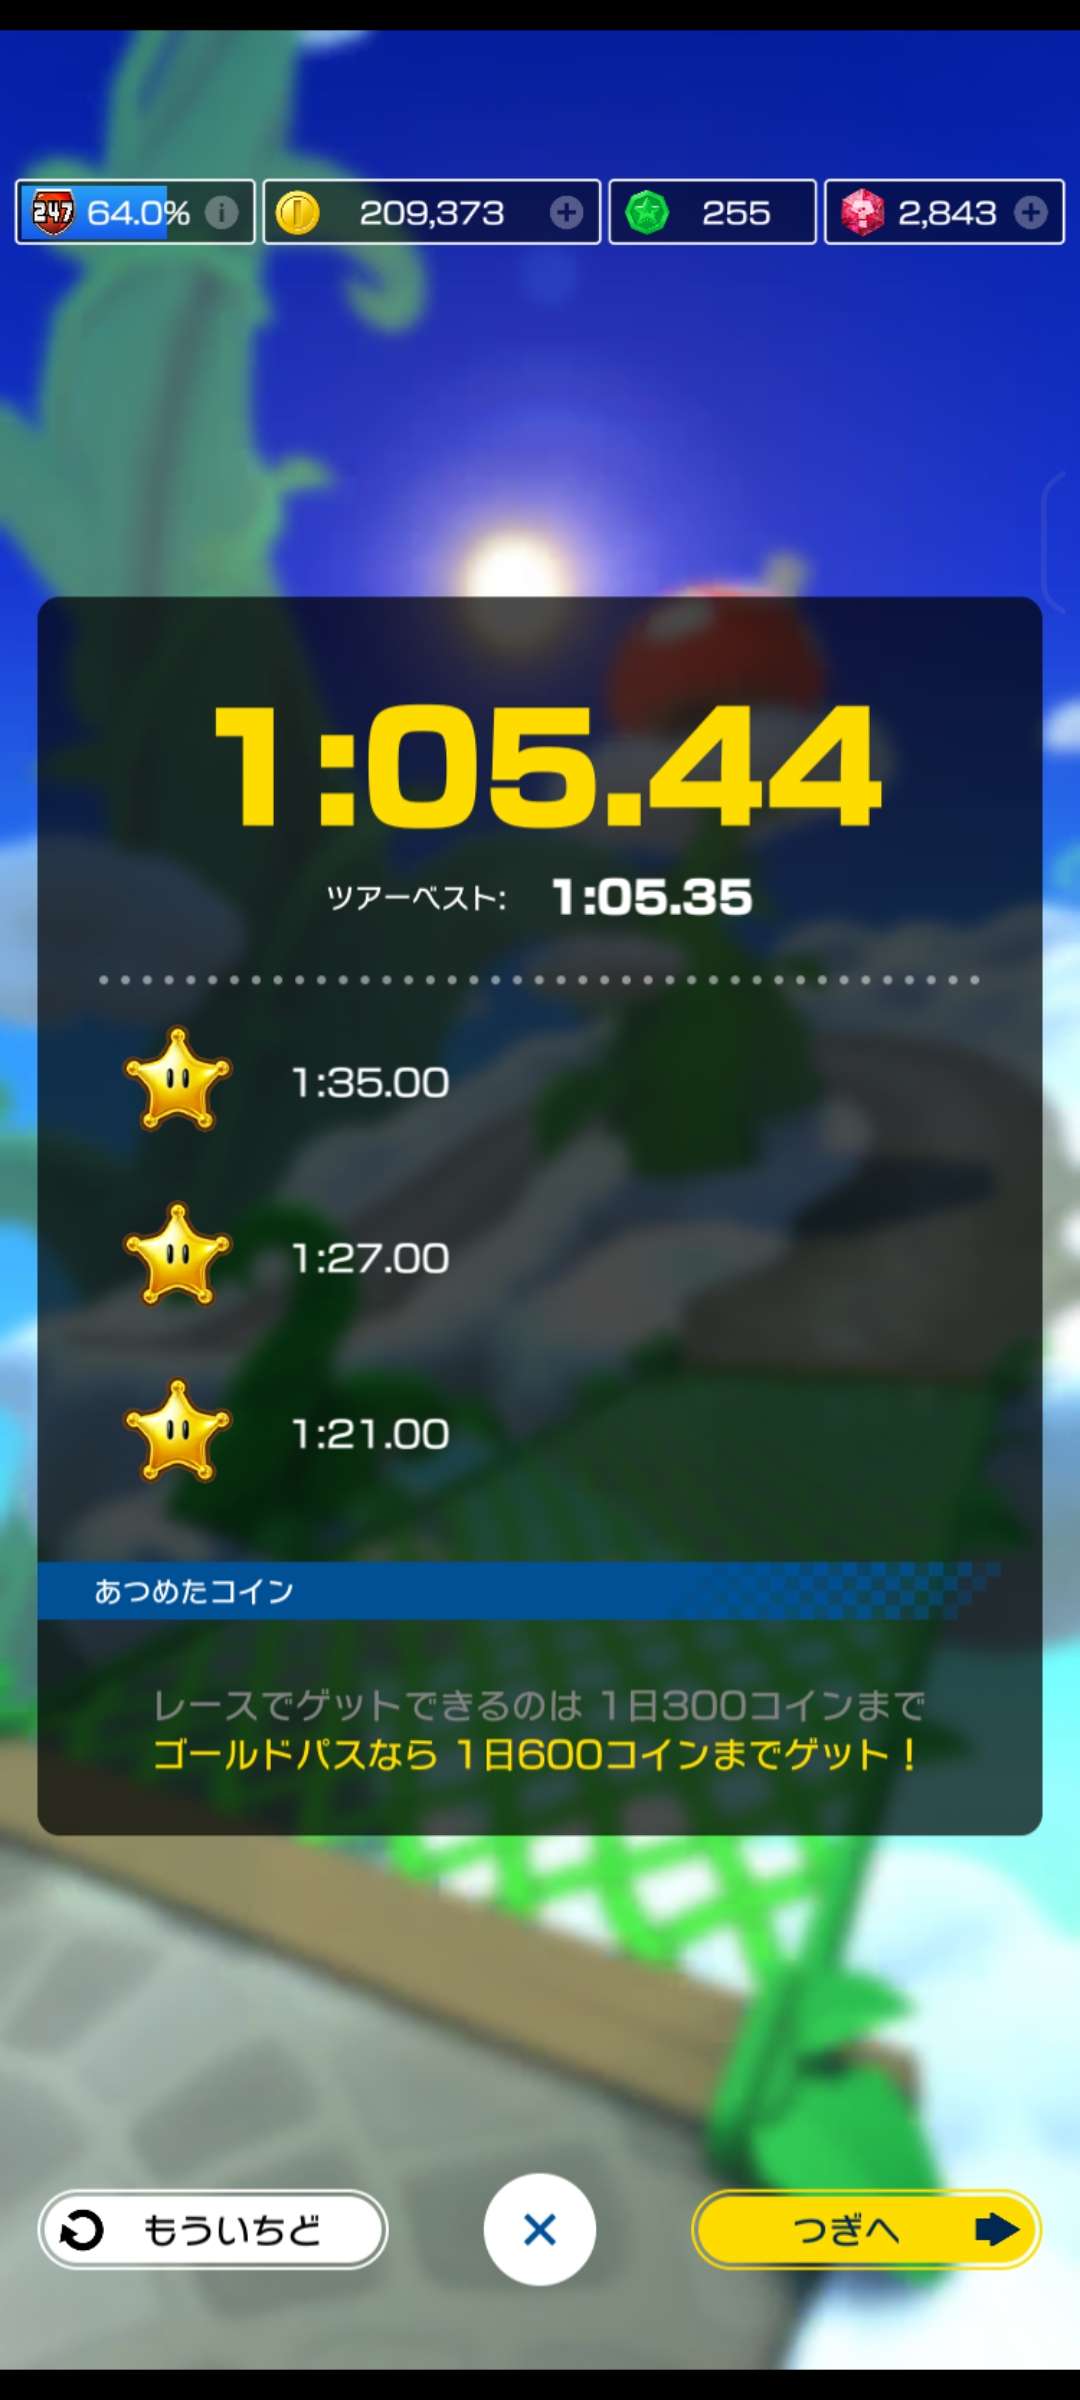 247 64.0% 209,373 255 2,843
1:05.44
ツアーベスト: 1:05.35
1:35.00
1:27.00
1:21.00
あつめたコイン
レースでゲットできるのは 1日300コインまで
ゴールドパスなら 1日600コインまでゲット！
もういちど つぎへ